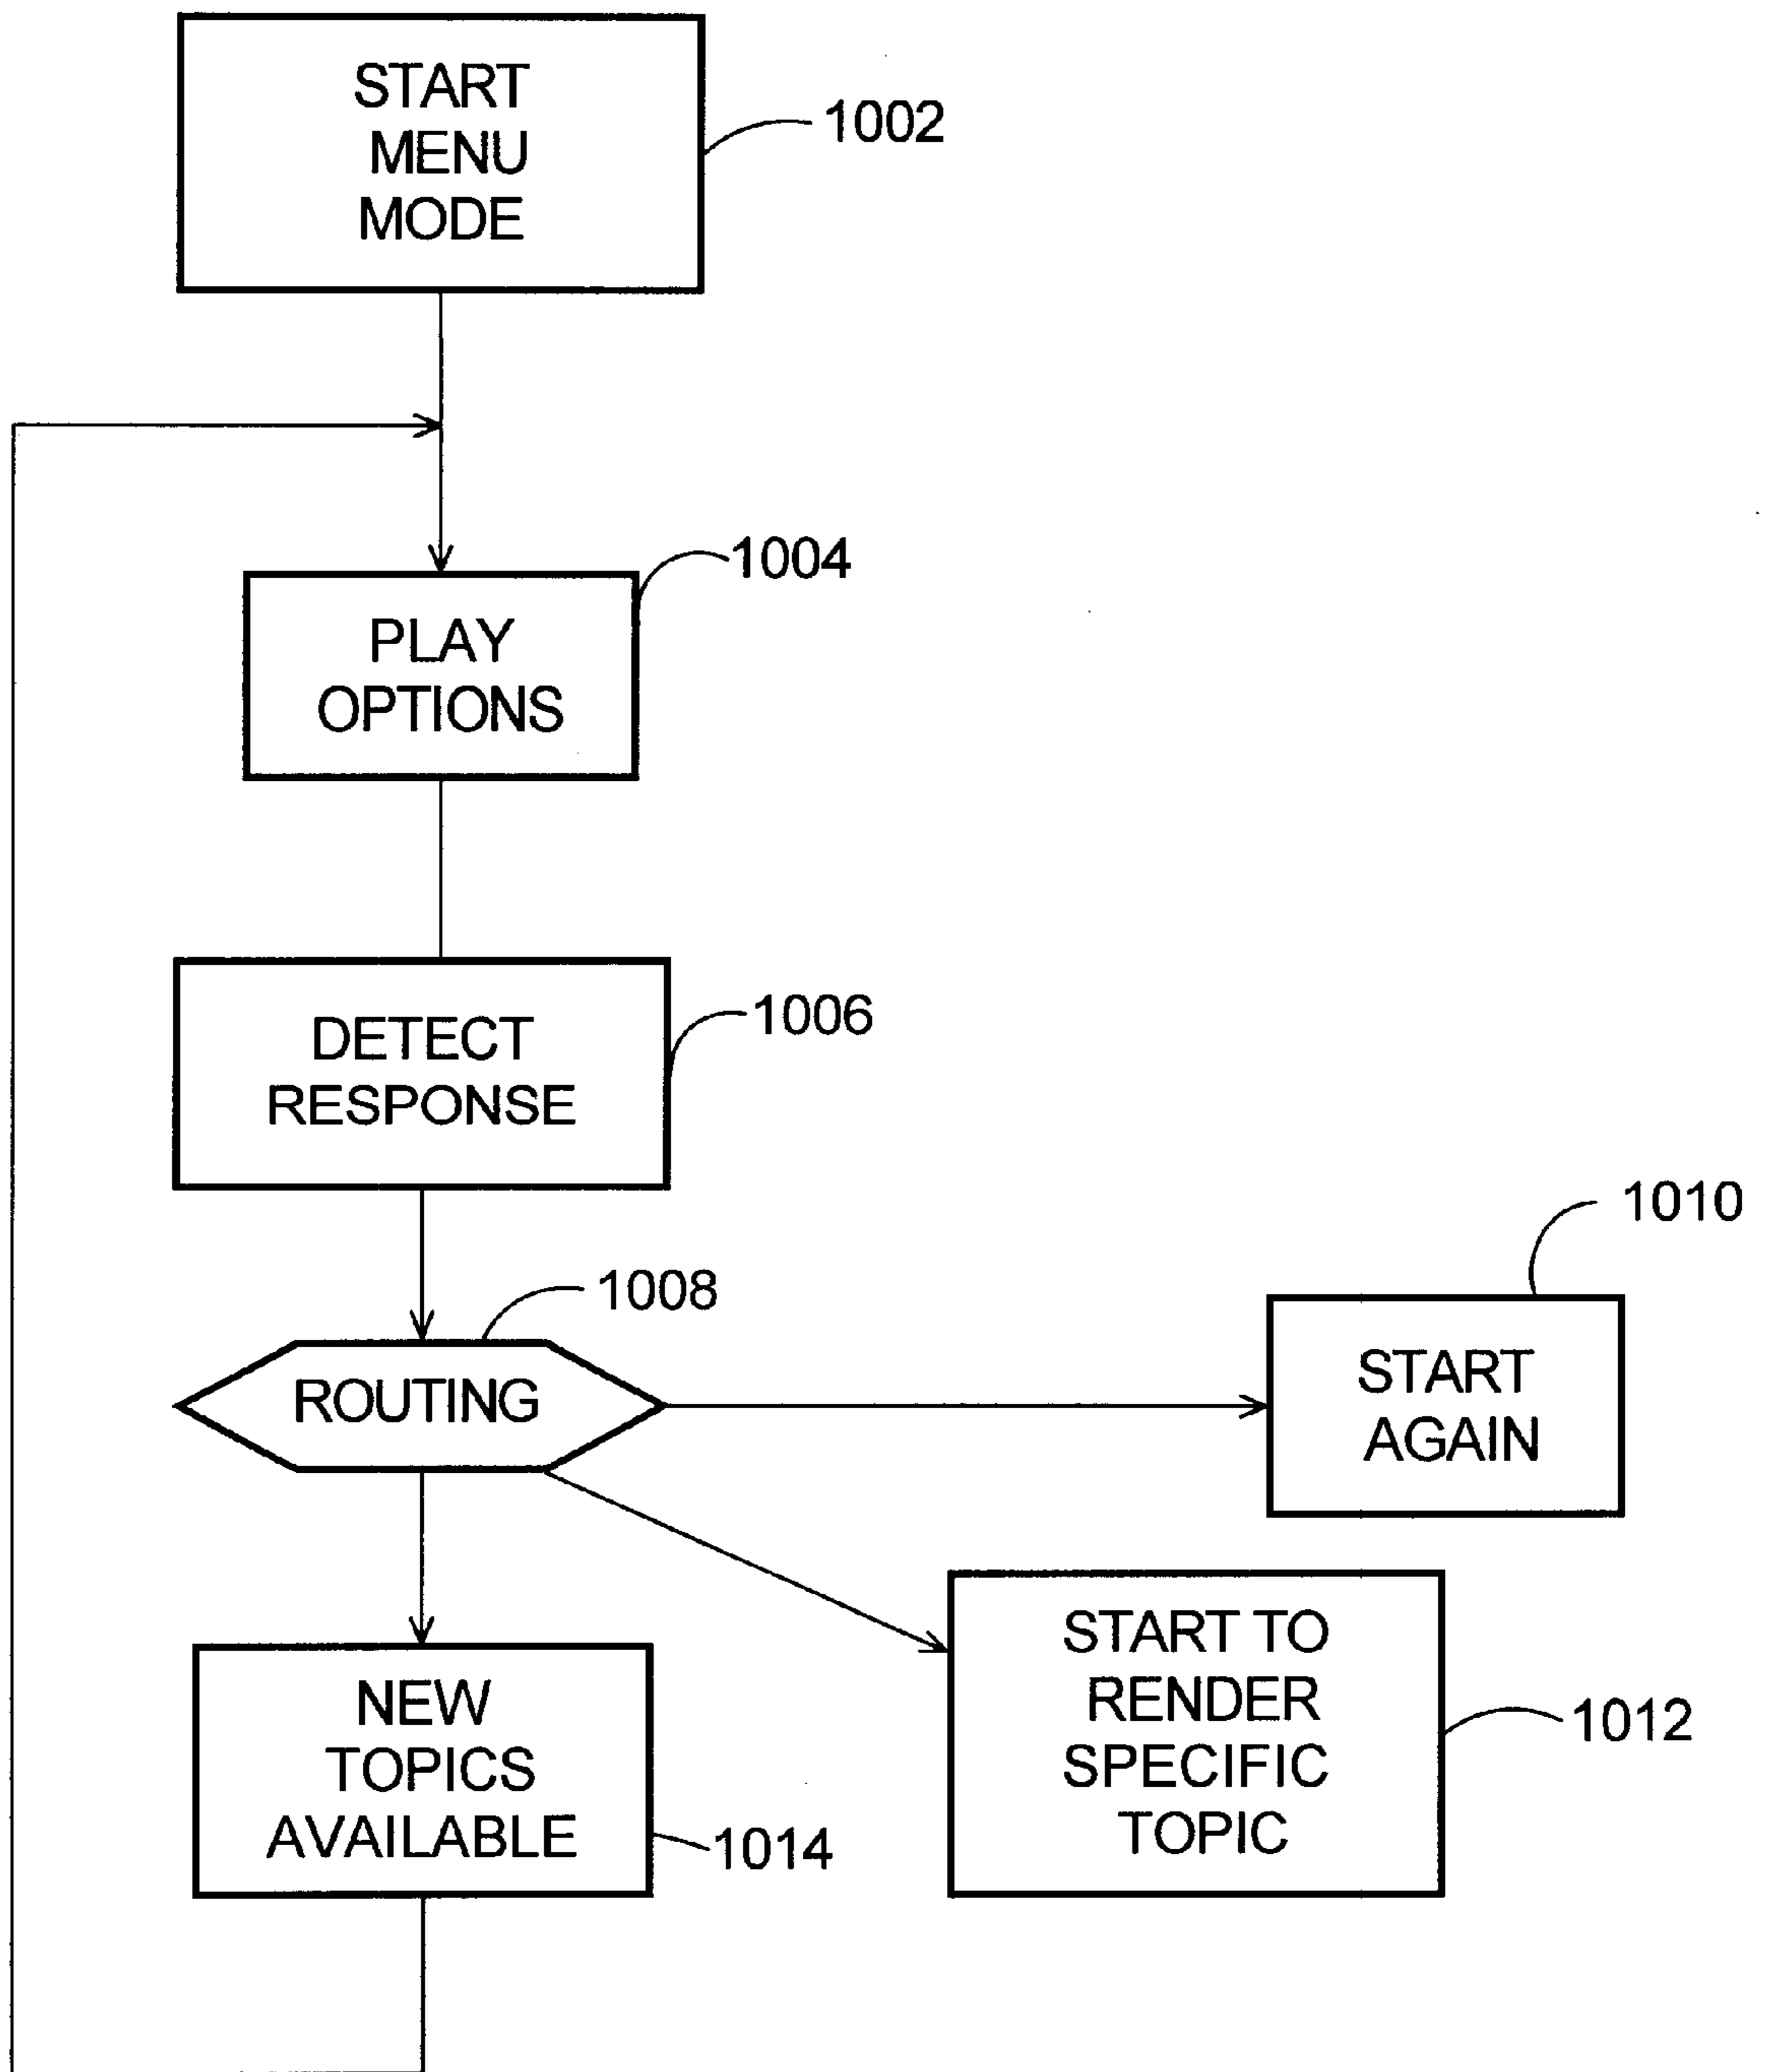 START
MENU
MODE
1002
1004
PLAY
OPTIONS
1006
DETECT
RESPONSE
1010
1008
ROUTING
START
AGAIN
START TO
RENDER
SPECIFIC
TOPIC
1012
NEW
TOPICS
AVAILABLE
1014